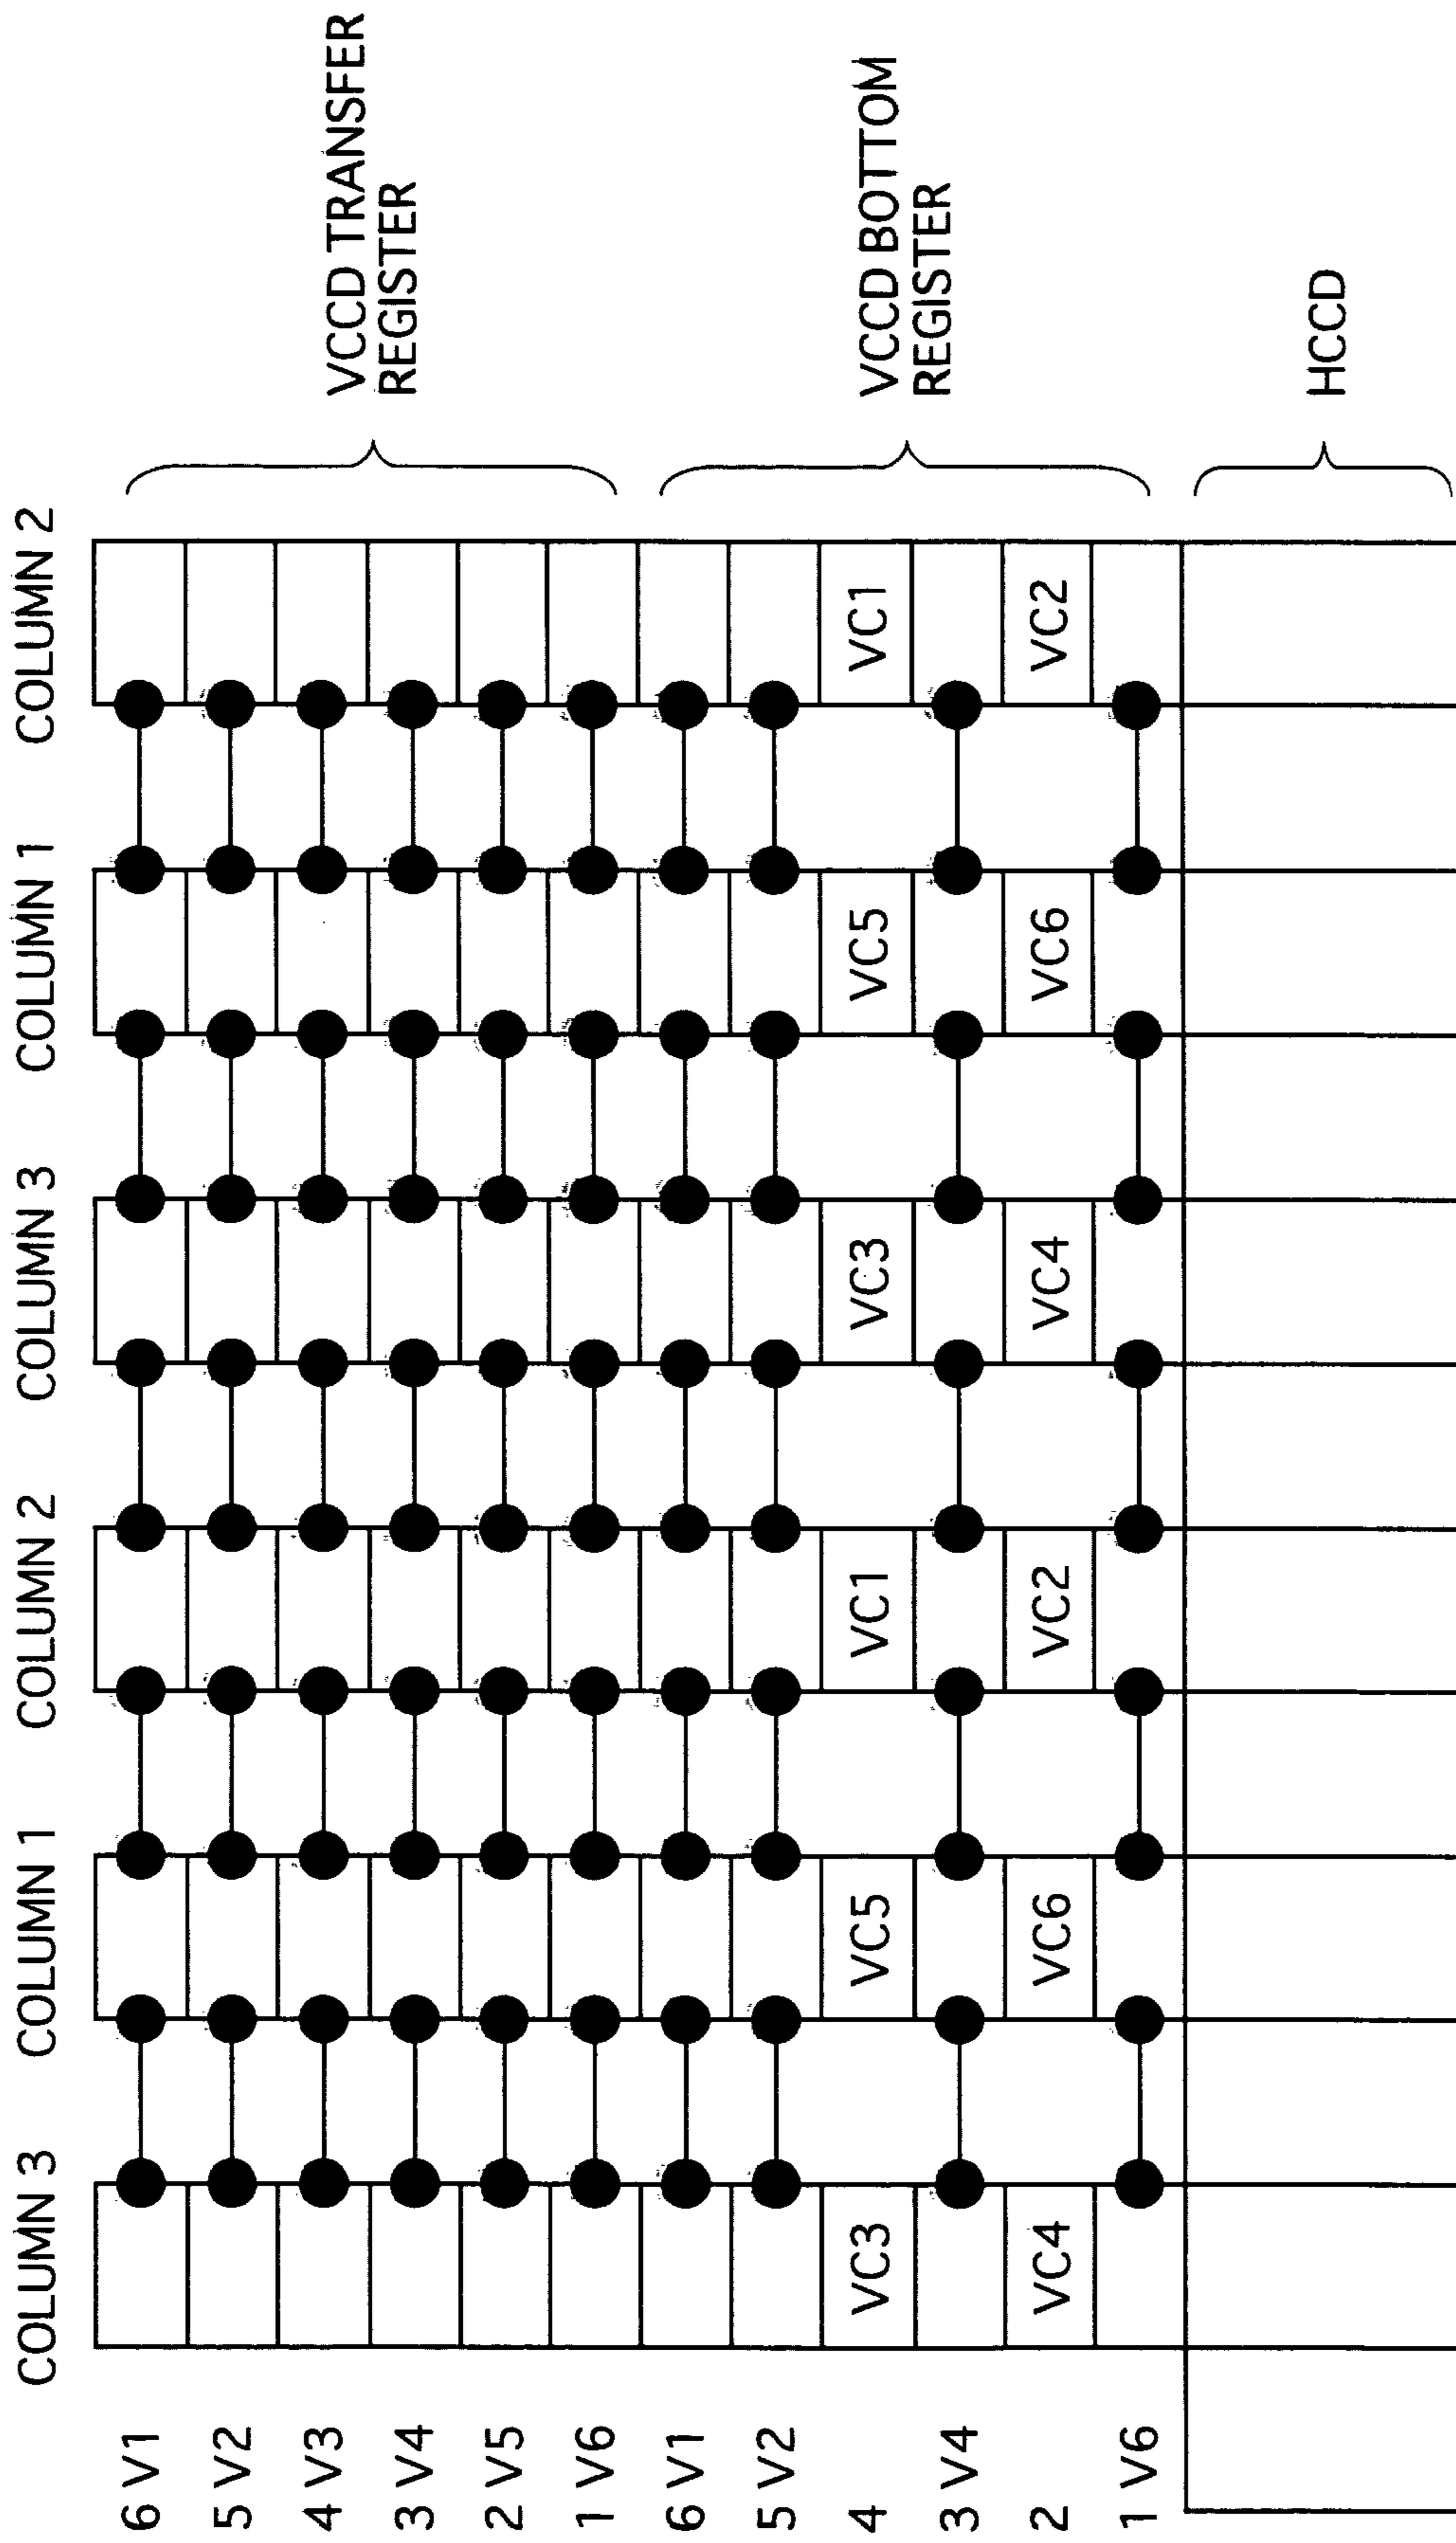 COLUMN 3 COLUMN 1 COLUMN 2 COLUMN 3 COLUMN 1 COLUMN 2
6 V1
5 V2
4 V3
3 V4
2 V5
1 V6
VCCD TRANSFER
REGISTER
6 V1
5 V2
4 VC3 VC5 VC1 VC3 VC5 VC1
3 V4
2 VC4 VC6 VC2 VC4 VC6 VC2
1 V6
VCCD BOTTOM
REGISTER
HCCD